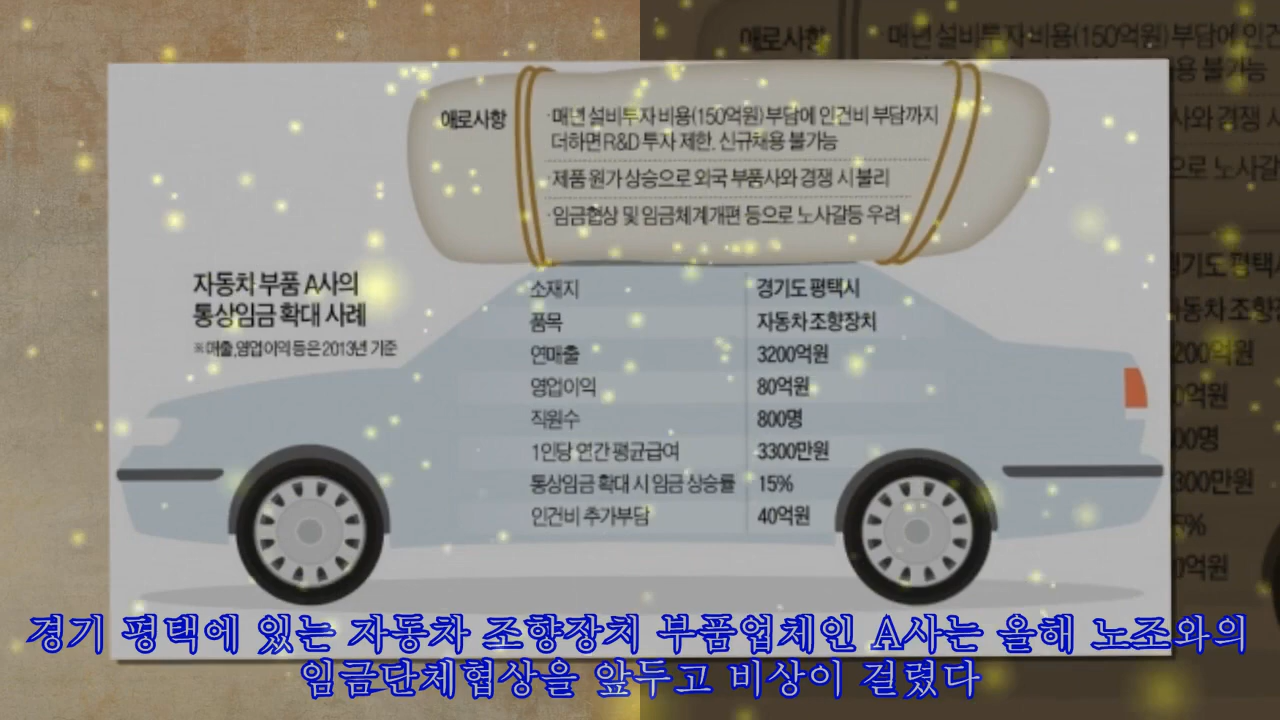 애로사항
·매년 설비투자 비용(150억원) 부담에 인건비 부담까지
더하면 R&D 투자 제한, 신규채용 불가능
·제품 원가 상승으로 외국 부품사와 경쟁 시 불리
·임금협상 및 임금체계개편 등으로 노사갈등 우려
자동차 부품 A사의
통상임금 확대 사례
※매출,영업이익 등은 2013년 기준
소재지 경기도 평택시
품목 자동차 조향장치
연매출 3200억원
영업이익 80억원
직원수 800명
1인당 연간 평균급여 3300만원
통상임금 확대 시 임금 상승률 15%
인건비 추가부담 40억원
경기 평택에 있는 자동차 조향장치 부품업체인 A사는 올해 노조와의
임금단체협상을 앞두고 비상이 걸렸다